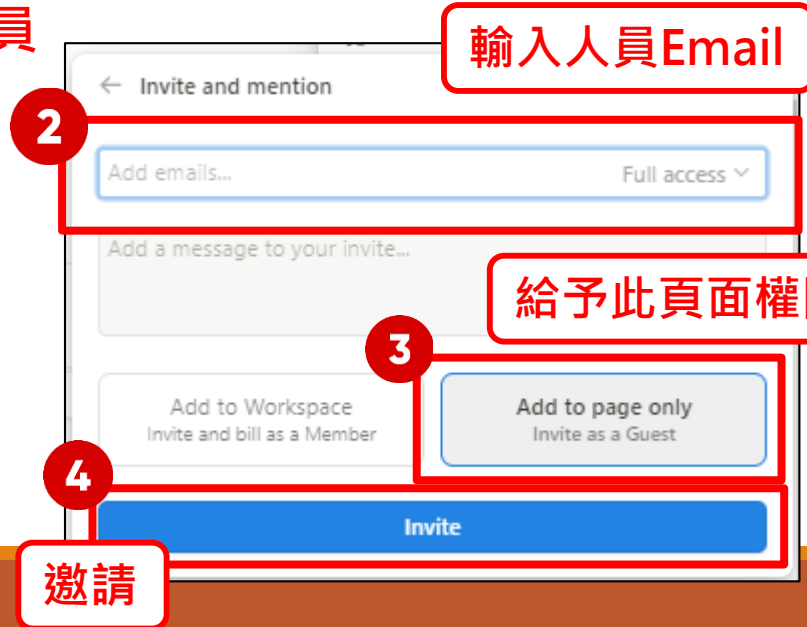 員
輸入人員Email
← Invite and mention
2
Add emails... Full access
Add a message to your invite...
給予此頁面權
3
Add to Workspace
Invite and bill as a Member
Add to page only
Invite as a Guest
4
Invite
邀請